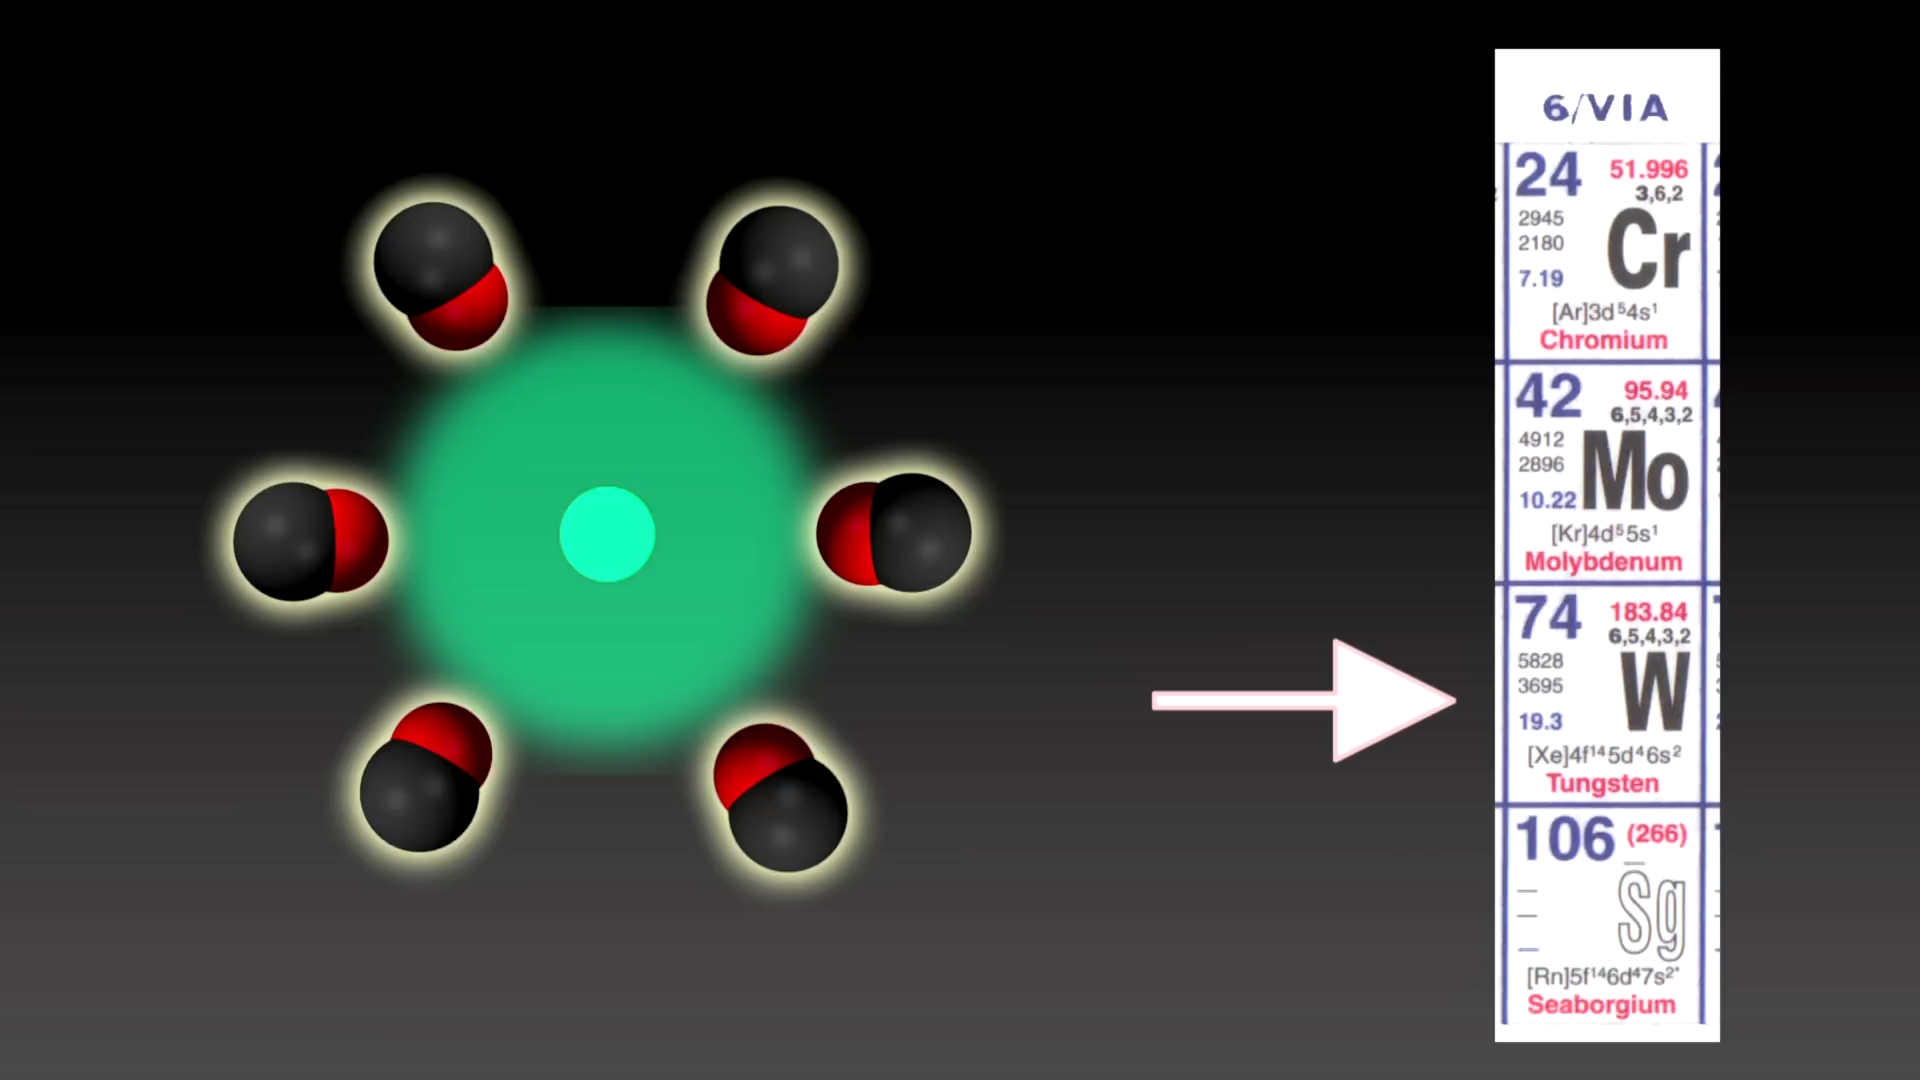 6/VIA
24 51.996
3,6,2
2945
2180
7.19
Cr
[Ar]3d⁵4s¹
Chromium
42 95.94
6,5,4,3,2
4912
2896
10.22
Mo
[Kr]4d⁵5s¹
Molybdenum
74 183.84
6,5,4,3,2
5828
3695
19.3
W
[Xe]4f¹⁴5d⁴6s²
Tungsten
106 (266)
Sg
[Rn]5f¹⁴6d⁴7s²*
Seaborgium